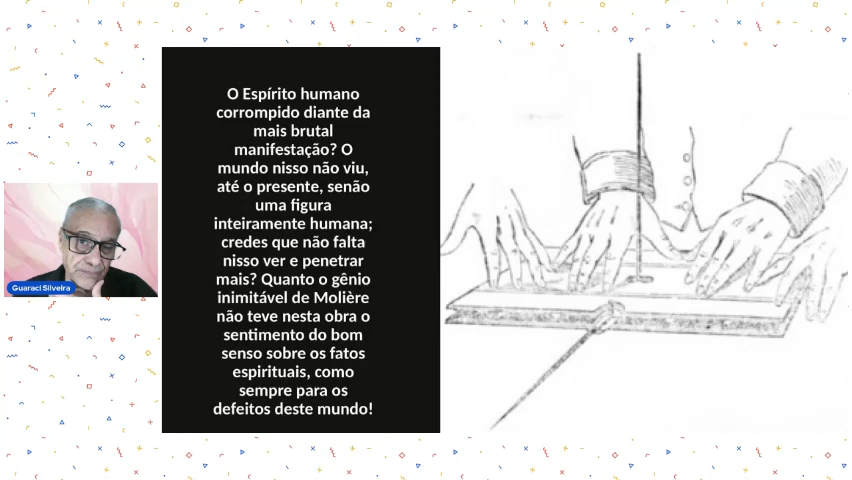 O Espírito humano
corrompido diante da
mais brutal
manifestação? O
mundo nisso não viu,
até o presente, senão
uma figura
inteiramente humana;
credes que não falta
nisso ver e penetrar
mais? Quanto o gênio
inimitável de Molière
não teve nesta obra o
sentimento do bom
senso sobre os fatos
espirituais, como
sempre para os
defeitos deste mundo!
Guaraci Silveira